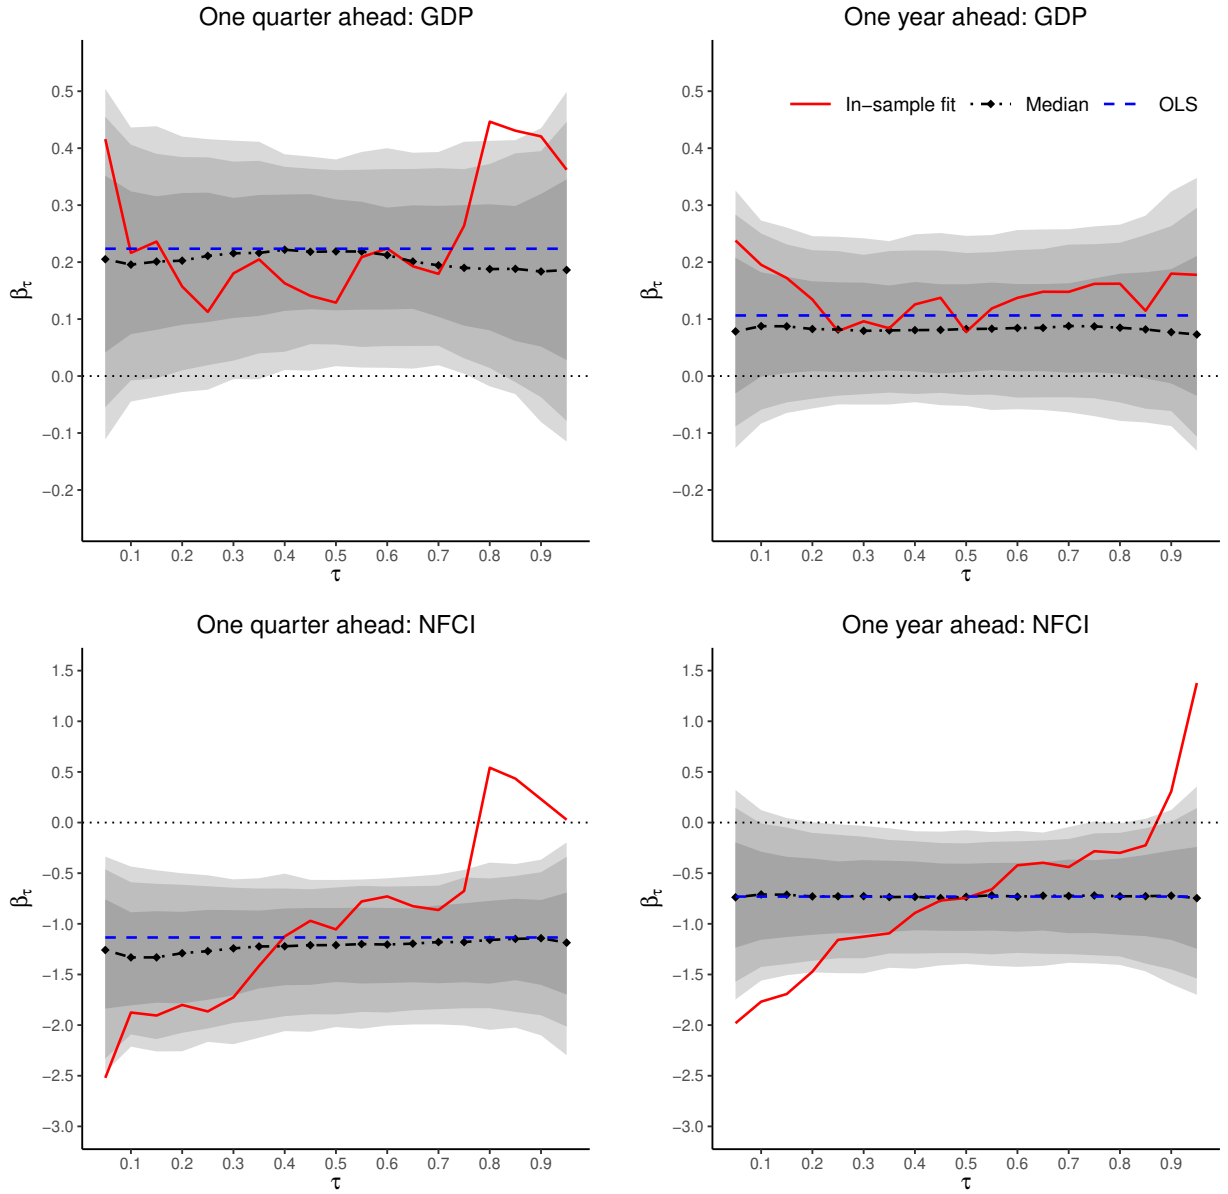 One quarter ahead: GDP
0.5
0.4
0.3
0.2
0.1
0.0
−0.1
−0.2
βτ
0.1 0.2 0.3 0.4 0.5 0.6 0.7 0.8 0.9
τ
One year ahead: GDP
In−sample fit Median OLS
0.5
0.4
0.3
0.2
0.1
0.0
−0.1
−0.2
βτ
0.1 0.2 0.3 0.4 0.5 0.6 0.7 0.8 0.9
τ
One quarter ahead: NFCI
1.5
1.0
0.5
0.0
−0.5
−1.0
−1.5
−2.0
−2.5
−3.0
βτ
0.1 0.2 0.3 0.4 0.5 0.6 0.7 0.8 0.9
τ
One year ahead: NFCI
1.5
1.0
0.5
0.0
−0.5
−1.0
−1.5
−2.0
−2.5
−3.0
βτ
0.1 0.2 0.3 0.4 0.5 0.6 0.7 0.8 0.9
τ